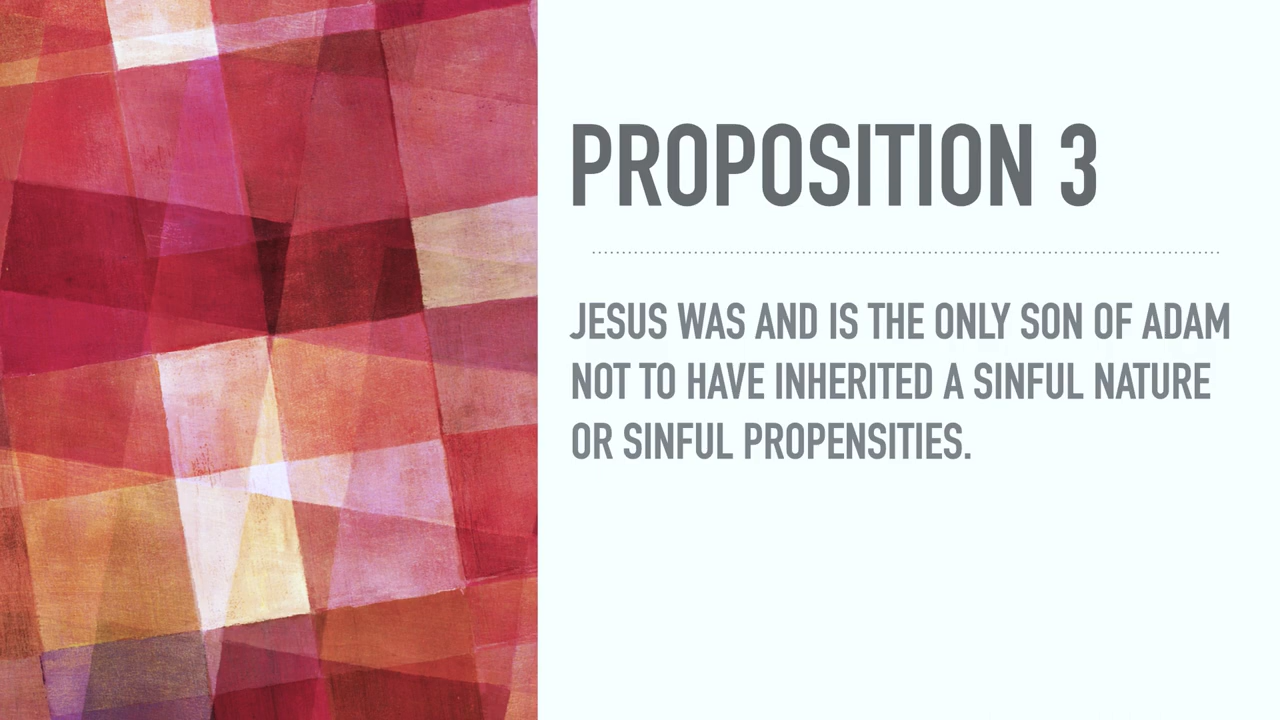 PROPOSITION 3
JESUS WAS AND IS THE ONLY SON OF ADAM
NOT TO HAVE INHERITED A SINFUL NATURE
OR SINFUL PROPENSITIES.